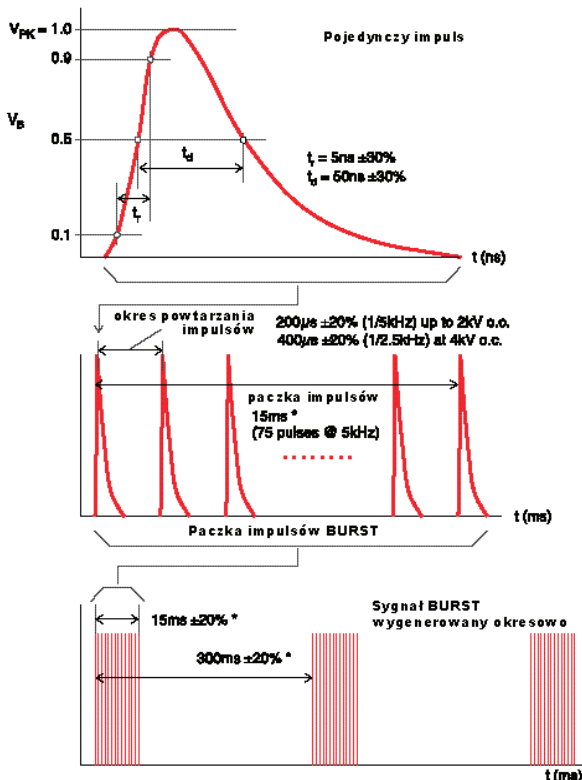 V_PK = 1.0
Pojedynczy impuls
0.9
V_B
0.5
t_d
t_r = 5ns ±30%
t_d = 50ns ±30%
t_r
0.1
t (ns)
okres powtarzania
impulsów
200µs ±20% (1/5kHz) up to 2kV o.c.
400µs ±20% (1/2.5kHz) at 4kV o.c.
paczka impulsów
15ms *
(75 pulses @ 5kHz)
t (ms)
Paczka impulsów BURST
15ms ±20% *
Sygnał BURST
wygenerowany okresowo
300ms ±20% *
t (ms)